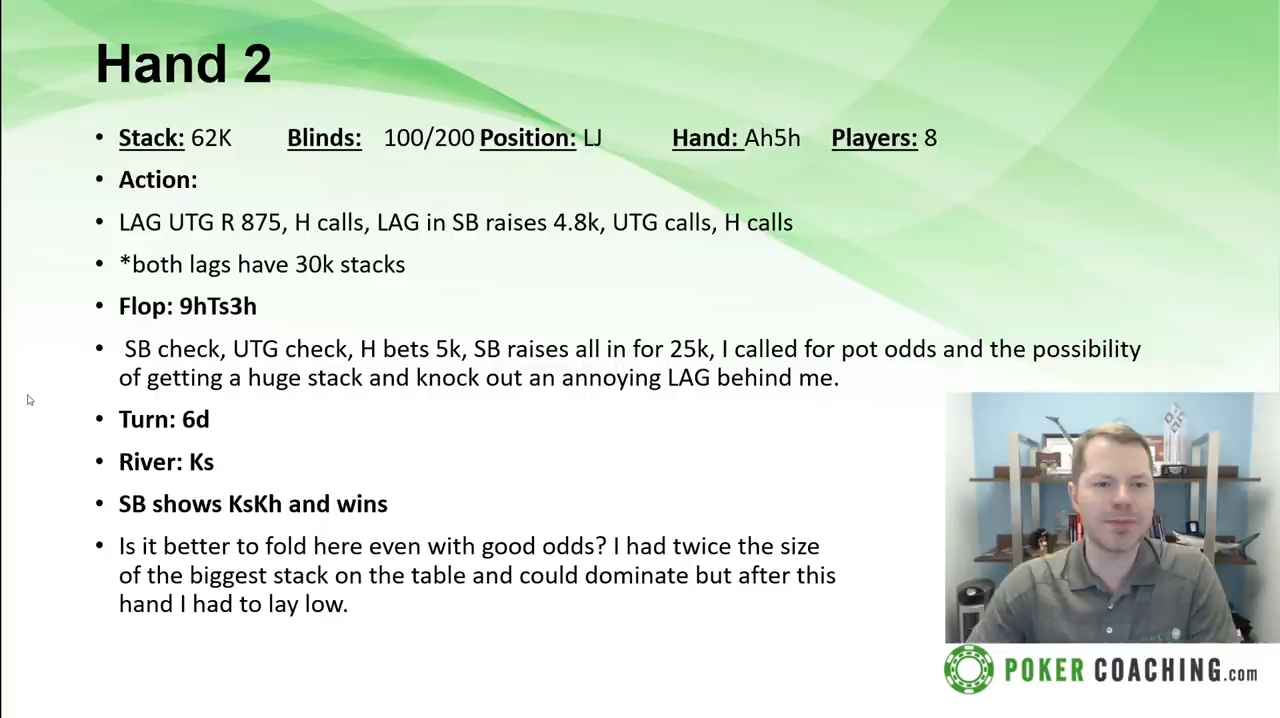 Hand 2
• Stack: 62K Blinds: 100/200 Position: LJ Hand: Ah5h Players: 8
• Action:
• LAG UTG R 875, H calls, LAG in SB raises 4.8k, UTG calls, H calls
• *both lags have 30k stacks
• Flop: 9hTs3h
• SB check, UTG check, H bets 5k, SB raises all in for 25k, I called for pot odds and the possibility
of getting a huge stack and knock out an annoying LAG behind me.
• Turn: 6d
• River: Ks
• SB shows KsKh and wins
• Is it better to fold here even with good odds? I had twice the size
of the biggest stack on the table and could dominate but after this
hand I had to lay low.
POKER COACHING.com